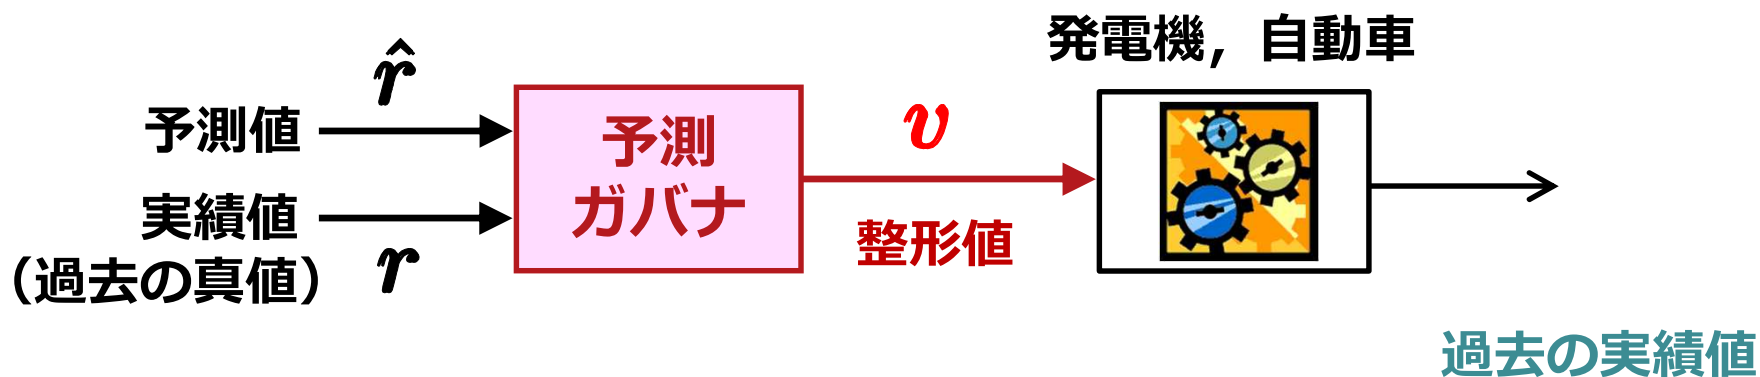 発電機，自動車
予測値
r̂
実績値
（過去の真値）
r
予測
ガバナ
v
整形値
過去の実績値